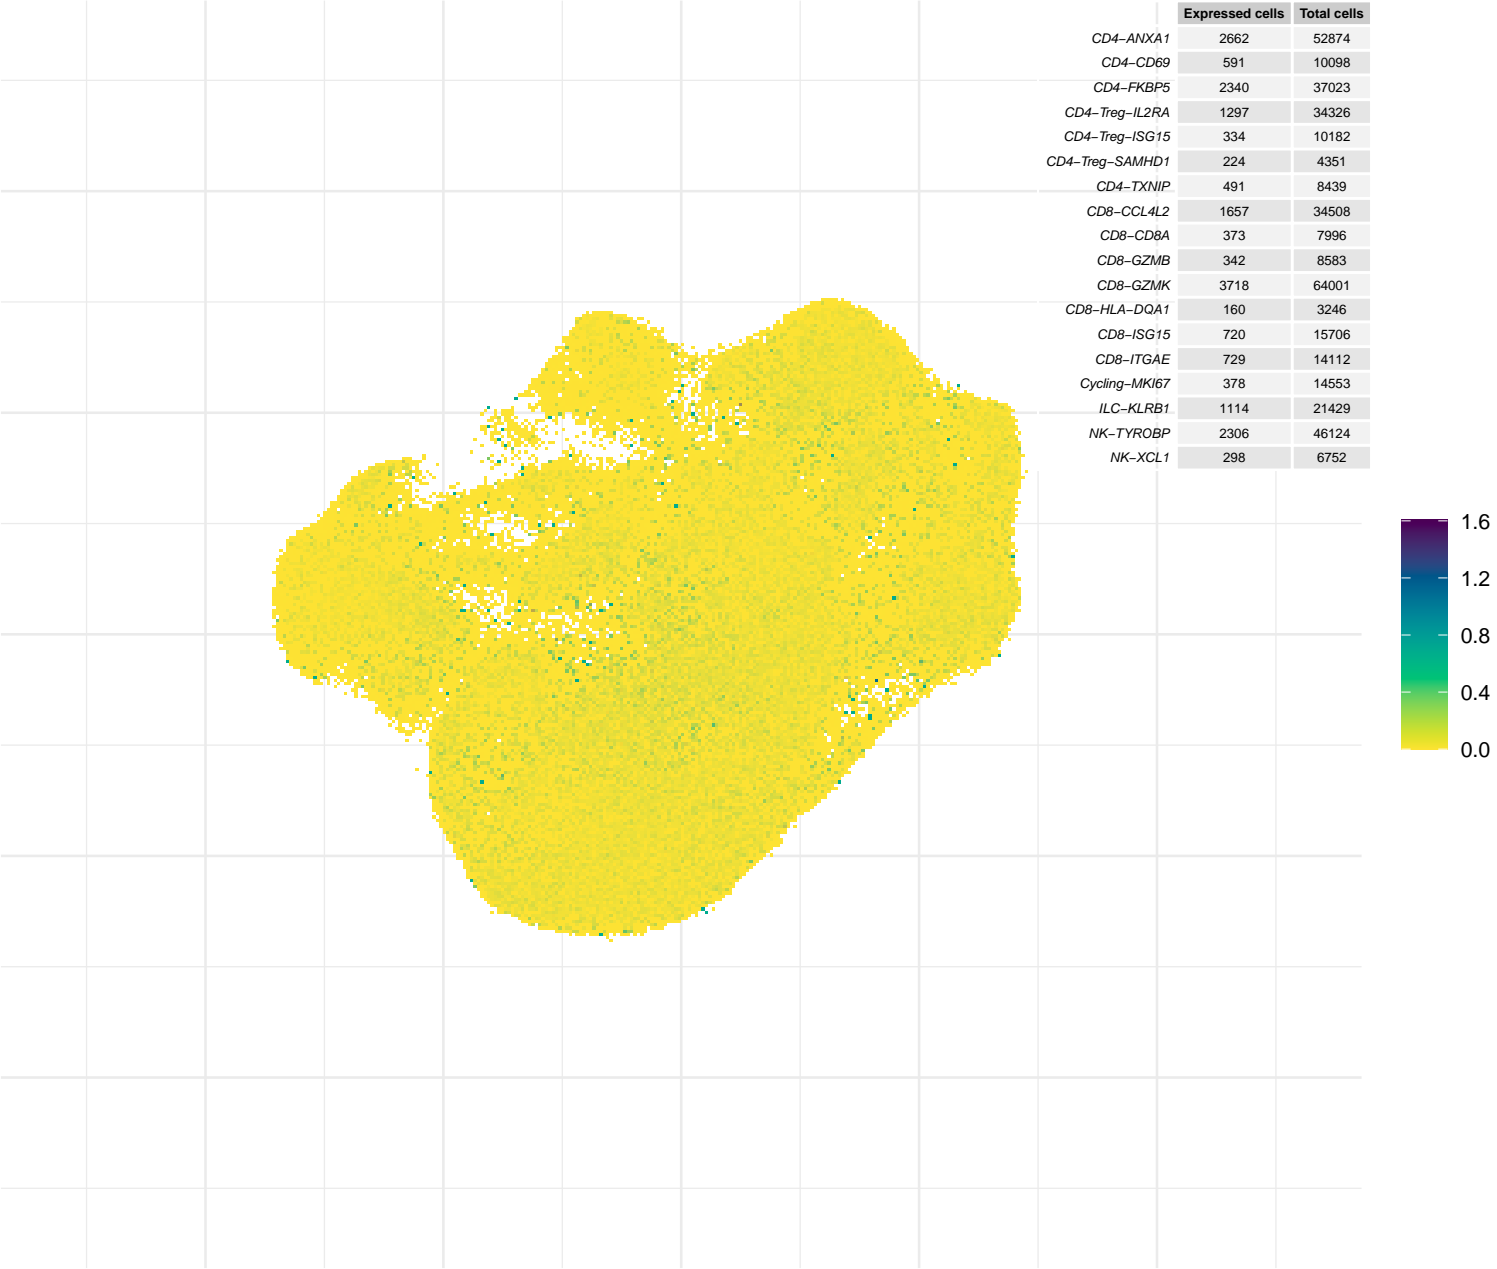 Expressed cells Total cells
CD4−ANXA1 2662 52874
CD4−CD69 591 10098
CD4−FKBP5 2340 37023
CD4−Treg−IL2RA 1297 34326
CD4−Treg−ISG15 334 10182
CD4−Treg−SAMHD1 224 4351
CD4−TXNIP 491 8439
CD8−CCL4L2 1657 34508
CD8−CD8A 373 7996
CD8−GZMB 342 8583
CD8−GZMK 3718 64001
CD8−HLA−DQA1 160 3246
CD8−ISG15 720 15706
CD8−ITGAE 729 14112
Cycling−MKI67 378 14553
ILC−KLRB1 1114 21429
NK−TYROBP 2306 46124
NK−XCL1 298 6752
1.6
1.2
0.8
0.4
0.0